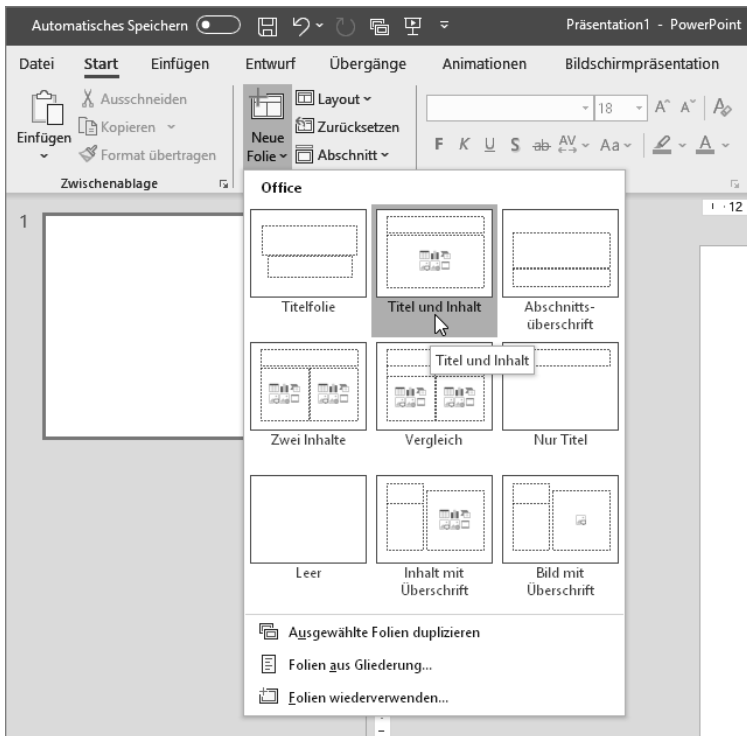 Automatisches Speichern
Präsentation1 - PowerPoint
Datei Start Einfügen Entwurf Übergänge Animationen Bildschirmpräsentation
Einfügen
Ausschneiden
Kopieren
Format übertragen
Zwischenablage
Neue
Folie
Layout
Zurücksetzen
Abschnitt
18
A A A
F K U S ab AV Aa A
Office
Titelfolie
Titel und Inhalt
Abschnitts-
überschrift
Titel und Inhalt
Zwei Inhalte
Vergleich
Nur Titel
Leer
Inhalt mit
Überschrift
Bild mit
Überschrift
Ausgewählte Folien duplizieren
Folien aus Gliederung...
Folien wiederverwenden...
1
12